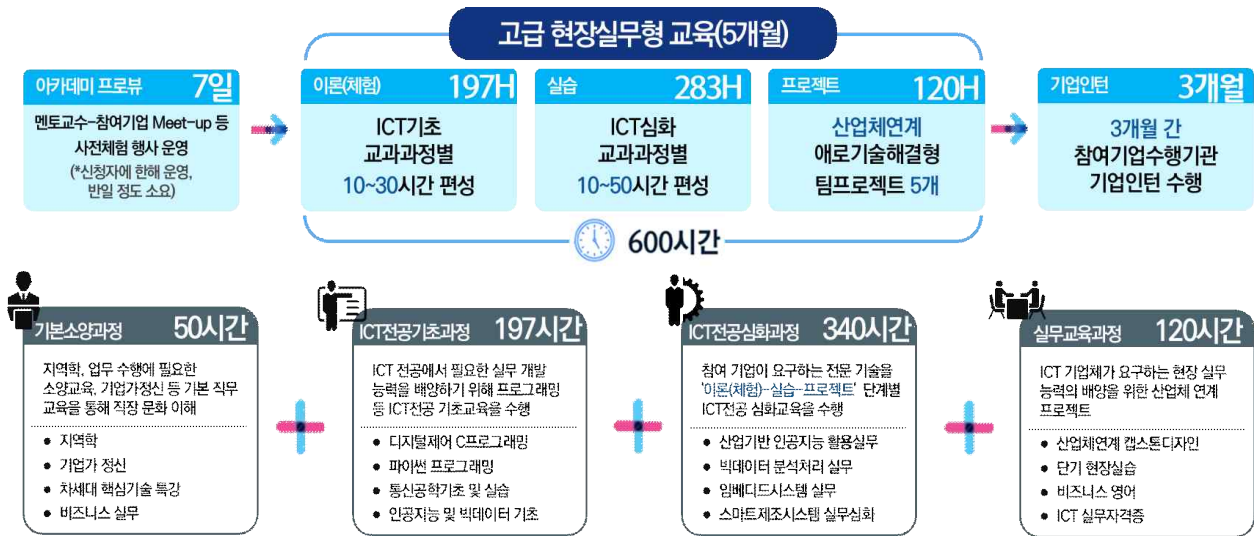 고급 현장실무형 교육(5개월)
아카데미 프로뷰 7일
멘토교수-참여기업 Meet-up 등
사전체험 행사 운영
(*신청자에 한해 운영,
반일 정도 소요)
이론(체험) 197H
ICT기초
교과과정별
10~30시간 편성
실습 283H
ICT심화
교과과정별
10~50시간 편성
프로젝트 120H
산업체연계
애로기술해결형
팀프로젝트 5개
기업인턴 3개월
3개월 간
참여기업수행기관
기업인턴 수행
600시간
기본소양과정 50시간
지역학, 업무 수행에 필요한
소양교육, 기업가정신 등 기본 직무
교육을 통해 직장 문화 이해
• 지역학
• 기업가 정신
• 차세대 핵심기술 특강
• 비즈니스 실무
ICT전공기초과정 197시간
ICT 전공에서 필요한 실무 개발
능력을 배양하기 위해 프로그래밍
등 ICT전공 기초교육을 수행
• 디지털제어 C프로그래밍
• 파이썬 프로그래밍
• 통신공학기초 및 실습
• 인공지능 및 빅데이터 기초
ICT전공심화과정 340시간
참여 기업이 요구하는 전문 기술을
'이론(체험)-실습-프로젝트' 단계별
ICT전공 심화교육을 수행
• 산업기반 인공지능 활용실무
• 빅데이터 분석처리 실무
• 임베디드시스템 실무
• 스마트제조시스템 실무심화
실무교육과정 120시간
ICT 기업체가 요구하는 현장 실무
능력의 배양을 위한 산업체 연계
프로젝트
• 산업체연계 캡스톤디자인
• 단기 현장실습
• 비즈니스 영어
• ICT 실무자격증